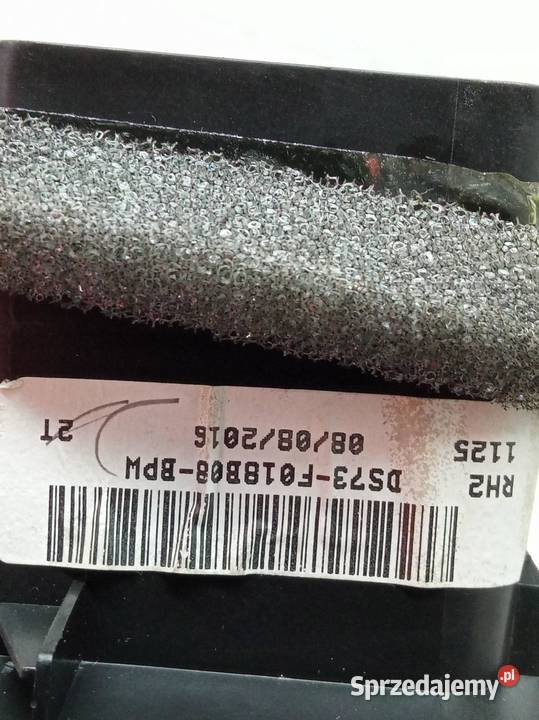 RH2 DS73-F018B08-BPW
1125 08/08/2016 2T
Sprzedajemy.pl